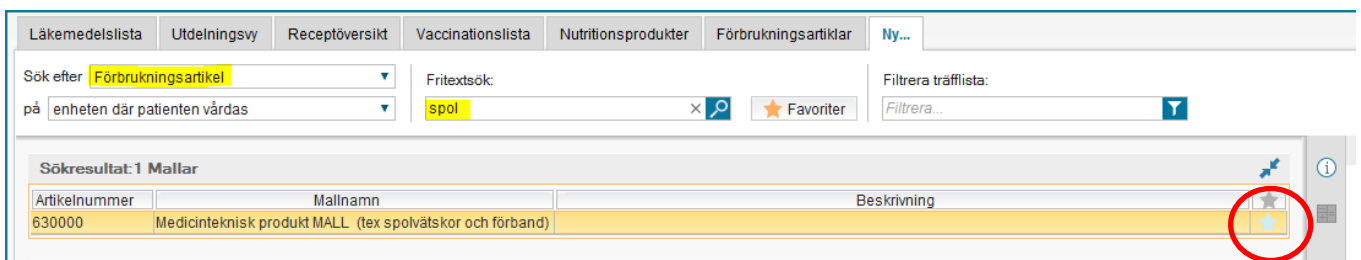 Läkemedelslista Utdelningsvy Receptöversikt Vaccinationslista Nutritionsprodukter Förbrukningsartiklar Ny...
Sök efter Förbrukningsartikel Fritextsök: Filtrera träfflista:
på enheten där patienten vårdas spol Favoriter Filtrera...
Sökresultat:1 Mallar
Artikelnummer Mallnamn Beskrivning
630000 Medicinteknisk produkt MALL (tex spolvätskor och förband)